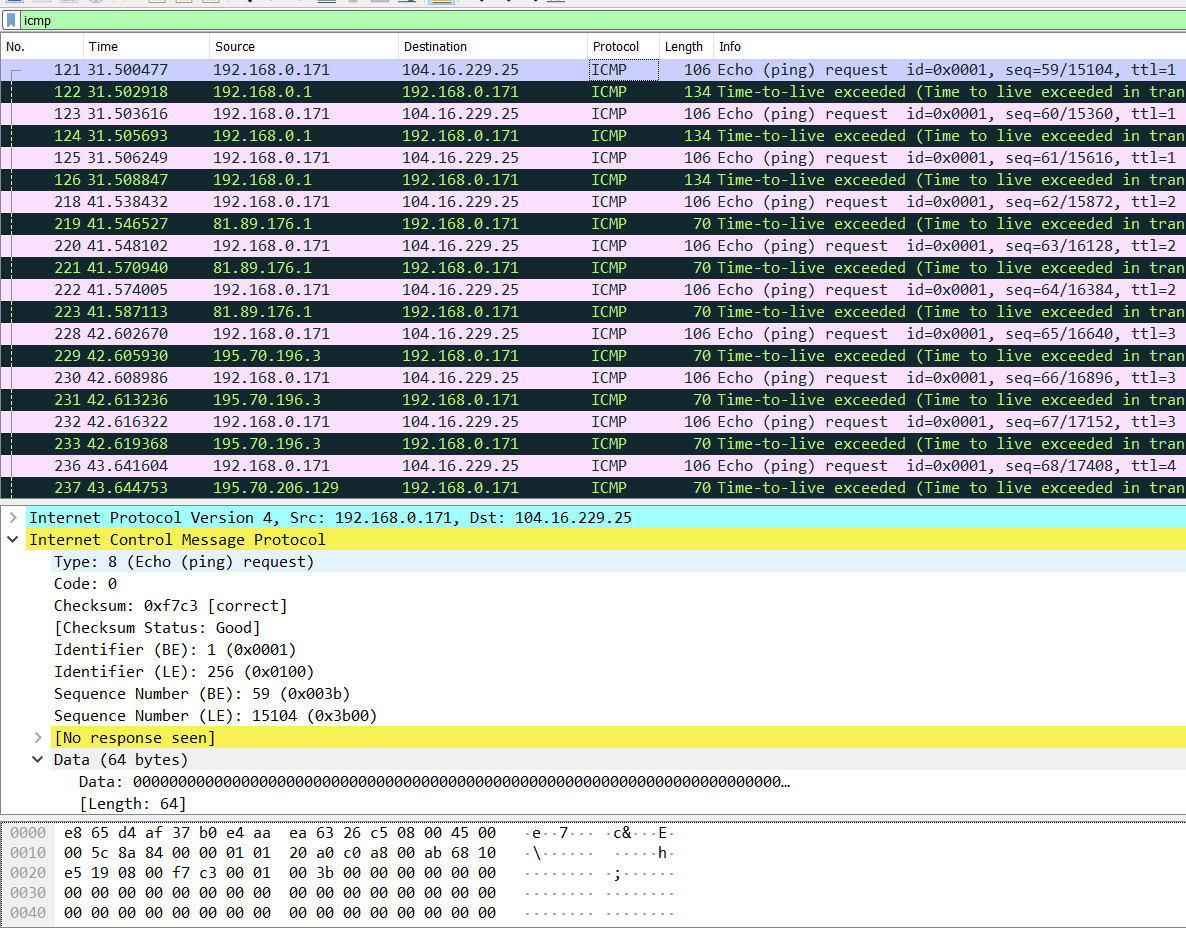 icmp
No. Time Source Destination Protocol Length Info
121 31.500477 192.168.0.171 104.16.229.25 ICMP 106 Echo (ping) request id=0x0001, seq=59/15104, ttl=1
122 31.502918 192.168.0.1 192.168.0.171 ICMP 134 Time-to-live exceeded (Time to live exceeded in tran
123 31.503616 192.168.0.171 104.16.229.25 ICMP 106 Echo (ping) request id=0x0001, seq=60/15360, ttl=1
124 31.505693 192.168.0.1 192.168.0.171 ICMP 134 Time-to-live exceeded (Time to live exceeded in tran
125 31.506249 192.168.0.171 104.16.229.25 ICMP 106 Echo (ping) request id=0x0001, seq=61/15616, ttl=1
126 31.508847 192.168.0.1 192.168.0.171 ICMP 134 Time-to-live exceeded (Time to live exceeded in tran
218 41.538432 192.168.0.171 104.16.229.25 ICMP 106 Echo (ping) request id=0x0001, seq=62/15872, ttl=2
219 41.546527 81.89.176.1 192.168.0.171 ICMP 70 Time-to-live exceeded (Time to live exceeded in tran
220 41.548102 192.168.0.171 104.16.229.25 ICMP 106 Echo (ping) request id=0x0001, seq=63/16128, ttl=2
221 41.570940 81.89.176.1 192.168.0.171 ICMP 70 Time-to-live exceeded (Time to live exceeded in tran
222 41.574005 192.168.0.171 104.16.229.25 ICMP 106 Echo (ping) request id=0x0001, seq=64/16384, ttl=2
223 41.587113 81.89.176.1 192.168.0.171 ICMP 70 Time-to-live exceeded (Time to live exceeded in tran
228 42.602670 192.168.0.171 104.16.229.25 ICMP 106 Echo (ping) request id=0x0001, seq=65/16640, ttl=3
229 42.605930 195.70.196.3 192.168.0.171 ICMP 70 Time-to-live exceeded (Time to live exceeded in tran
230 42.608986 192.168.0.171 104.16.229.25 ICMP 106 Echo (ping) request id=0x0001, seq=66/16896, ttl=3
231 42.613236 195.70.196.3 192.168.0.171 ICMP 70 Time-to-live exceeded (Time to live exceeded in tran
232 42.616322 192.168.0.171 104.16.229.25 ICMP 106 Echo (ping) request id=0x0001, seq=67/17152, ttl=3
233 42.619368 195.70.196.3 192.168.0.171 ICMP 70 Time-to-live exceeded (Time to live exceeded in tran
236 43.641604 192.168.0.171 104.16.229.25 ICMP 106 Echo (ping) request id=0x0001, seq=68/17408, ttl=4
237 43.644753 195.70.206.129 192.168.0.171 ICMP 70 Time-to-live exceeded (Time to live exceeded in tran
Internet Protocol Version 4, Src: 192.168.0.171, Dst: 104.16.229.25
Internet Control Message Protocol
Type: 8 (Echo (ping) request)
Code: 0
Checksum: 0xf7c3 [correct]
[Checksum Status: Good]
Identifier (BE): 1 (0x0001)
Identifier (LE): 256 (0x0100)
Sequence Number (BE): 59 (0x003b)
Sequence Number (LE): 15104 (0x3b00)
[No response seen]
Data (64 bytes)
Data: 000000000000000000000000000000000000000000000000000000000000000000000000…
[Length: 64]
0000 e8 65 d4 af 37 b0 e4 aa ea 63 26 c5 08 00 45 00 ·e··7··· ·c&···E·
0010 00 5c 8a 84 00 00 01 01 20 a0 c0 a8 00 ab 68 10 ·\······ ······h·
0020 e5 19 08 00 f7 c3 00 01 00 3b 00 00 00 00 00 00 ········ ·;······
0030 00 00 00 00 00 00 00 00 00 00 00 00 00 00 00 00 ········ ········
0040 00 00 00 00 00 00 00 00 00 00 00 00 00 00 00 00 ········ ········